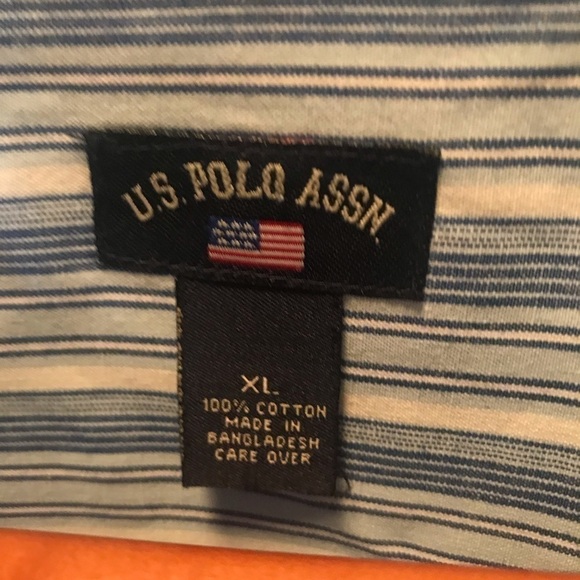 U.S. POLO ASSN.
XL
100% COTTON
MADE IN
BANGLADESH
CARE OVER